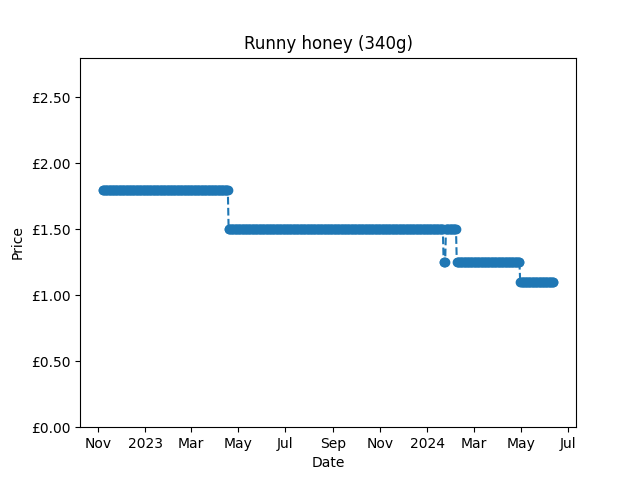 Runny honey (340g)
£2.50
£2.00
£1.50
£1.00
£0.50
£0.00
Price
Nov 2023 Mar May Jul Sep Nov 2024 Mar May Jul
Date